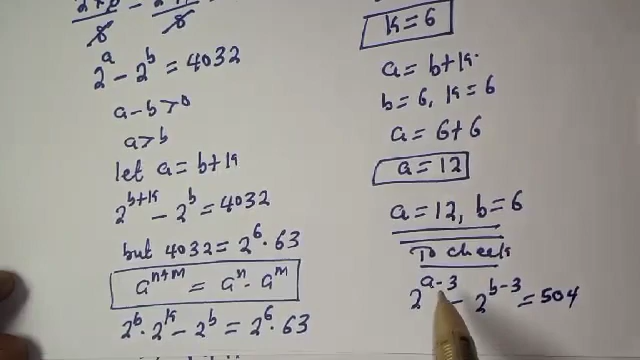 2^a - 2^b = 4032
a - b > 0
a > b
let a = b + k
2^{b+k} - 2^b = 4032
but 4032 = 2^6 · 63
a^{n+m} = a^n · a^m
2^b · 2^k - 2^b = 2^6 · 63
k = 6
a = b + k
b = 6, k = 6
a = 6 + 6
a = 12
a = 12, b = 6
To check
2^{a-3} - 2^{b-3} = 504